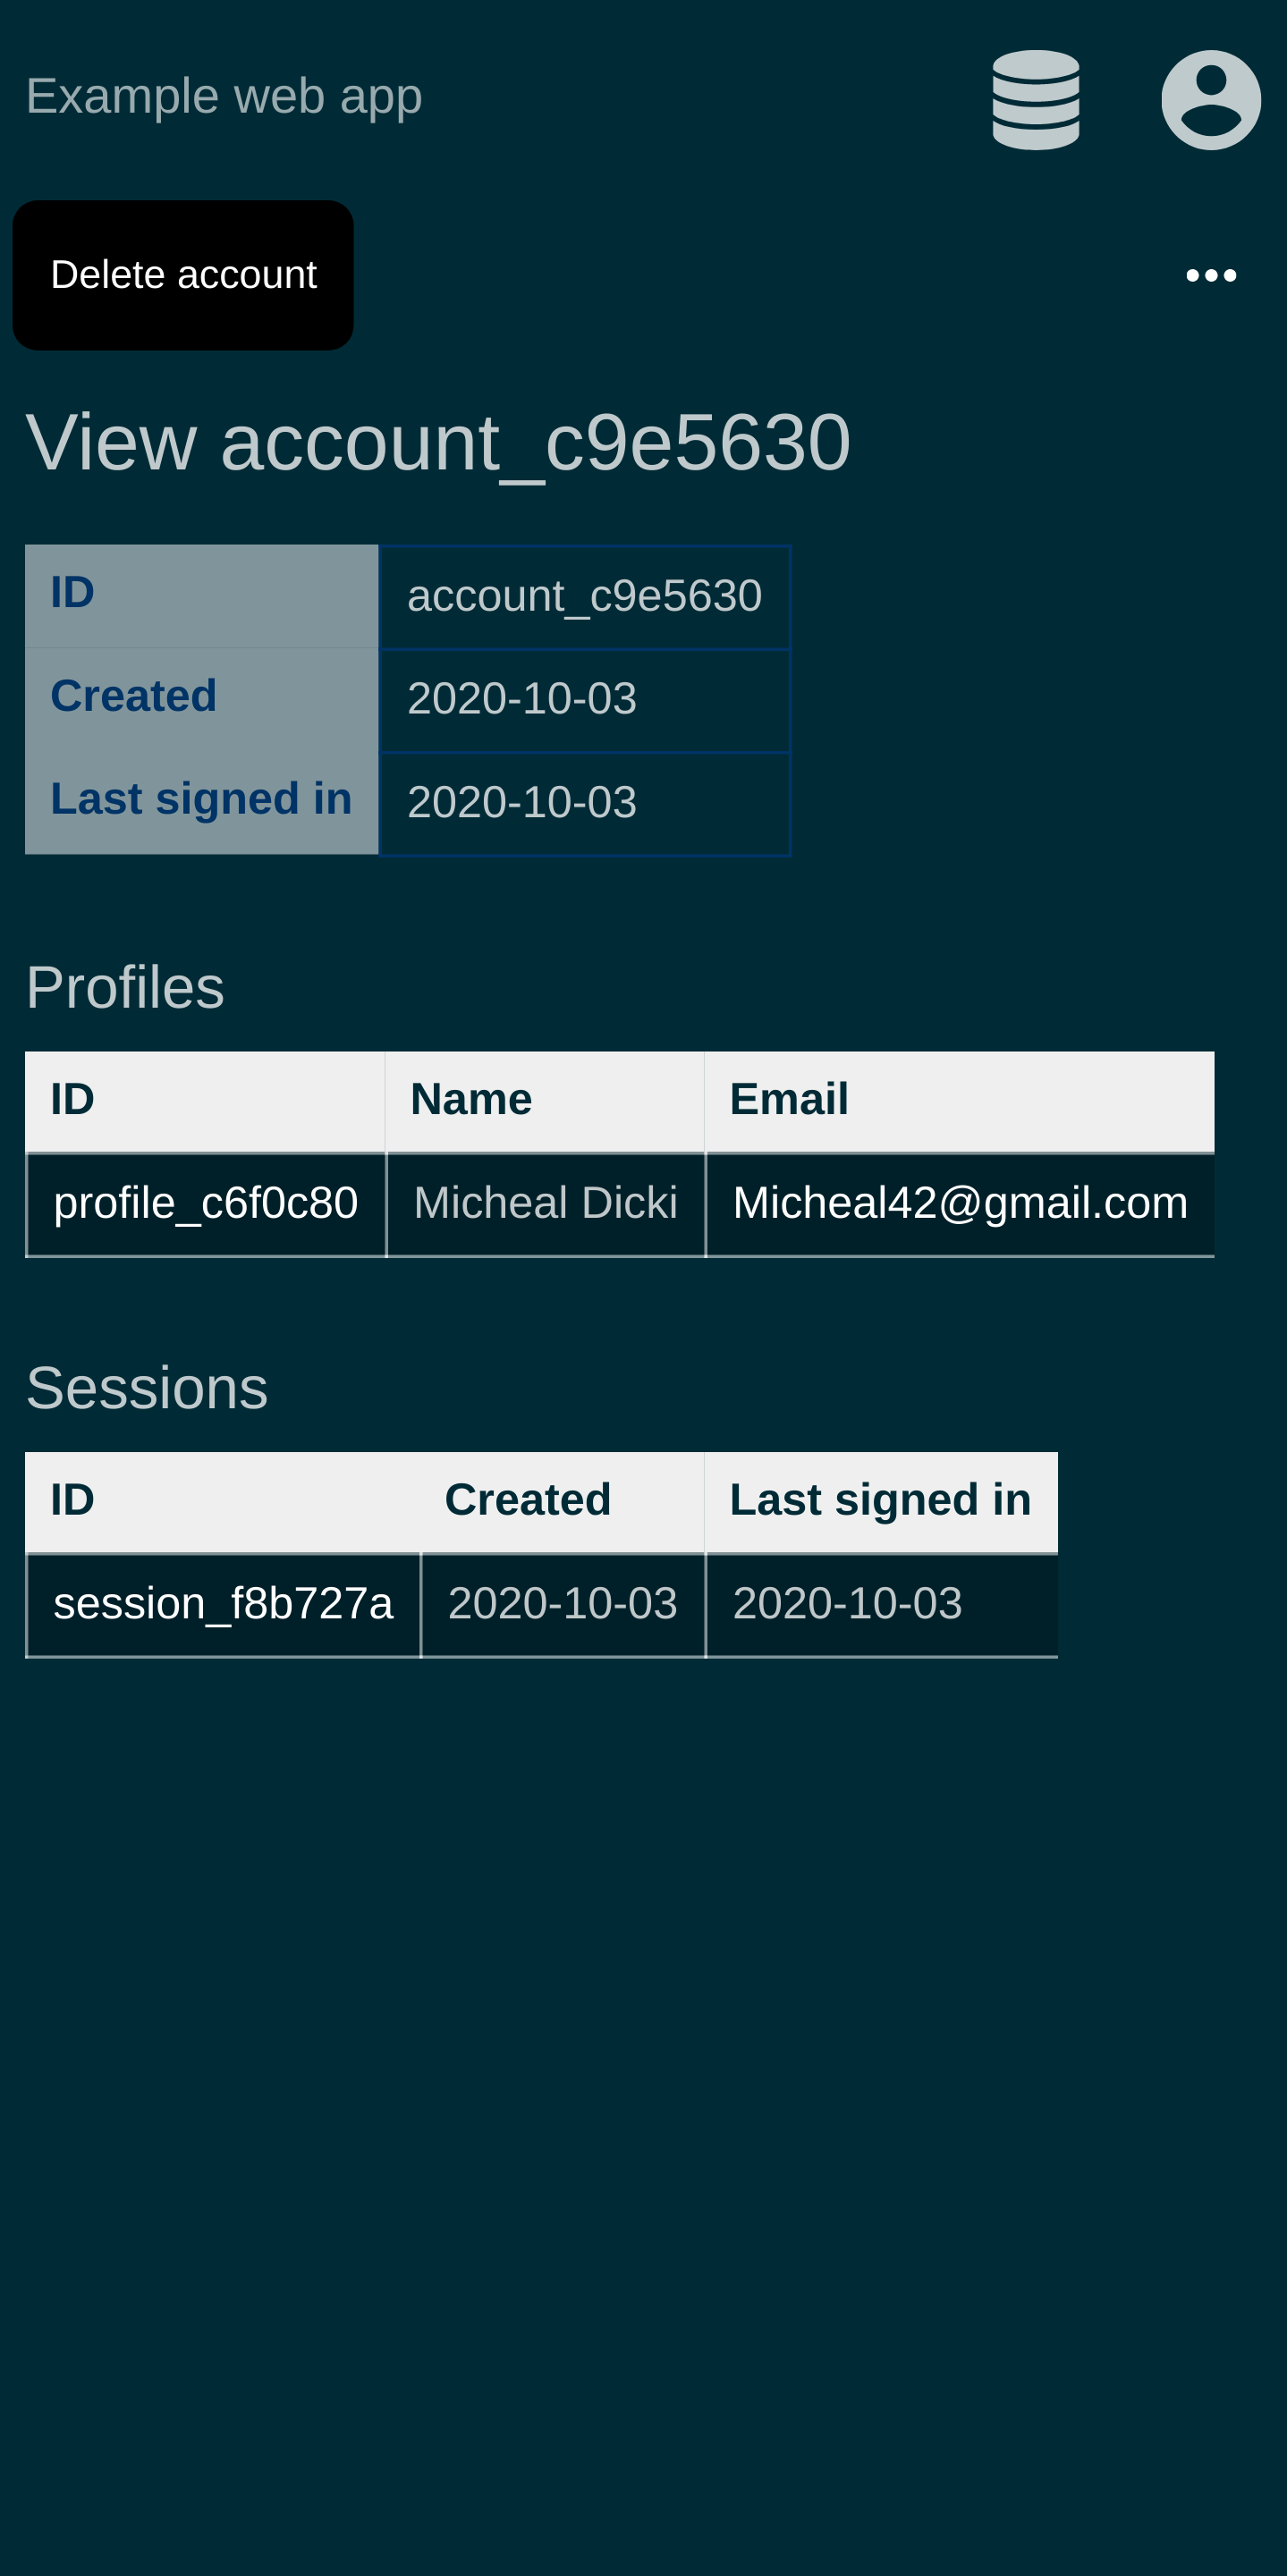 Example web app
Delete account
View account_c9e5630
ID account_c9e5630
Created 2020-10-03
Last signed in 2020-10-03
Profiles
ID Name Email
profile_c6f0c80 Micheal Dicki Micheal42@gmail.com
Sessions
ID Created Last signed in
session_f8b727a 2020-10-03 2020-10-03